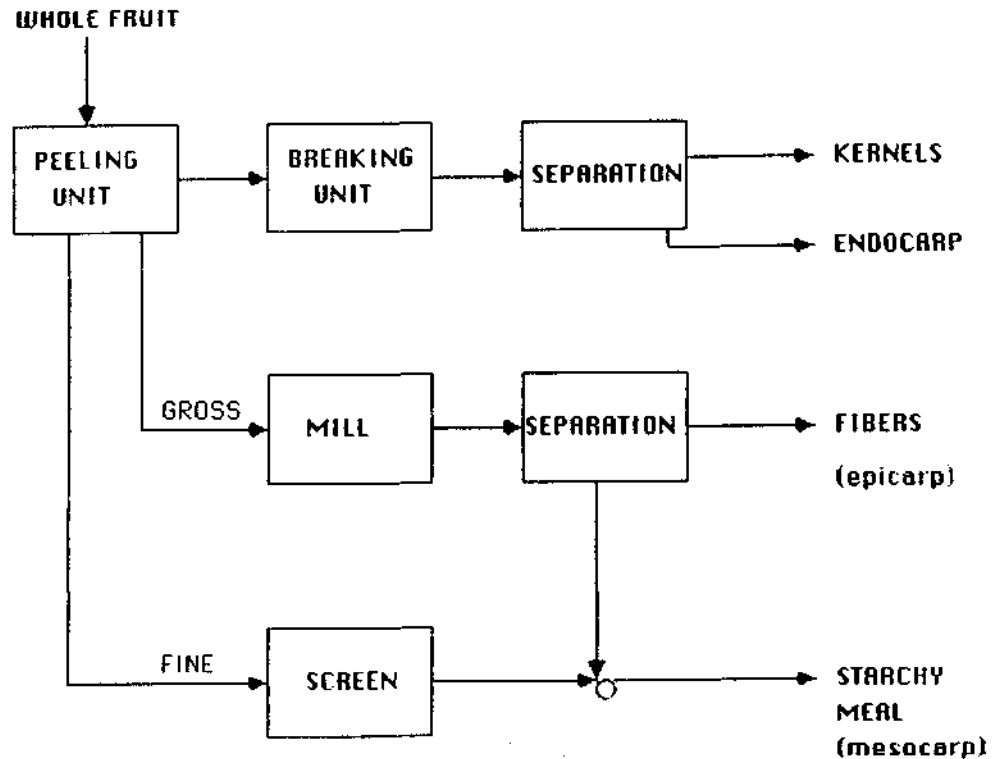 WHOLE FRUIT
PEELING
UNIT
BREAKING
UNIT
SEPARATION
KERNELS
ENDOCARP
GROSS
MILL
SEPARATION
FIBERS
(epicarp)
FINE
SCREEN
STARCHY
MEAL
(mesocarp)